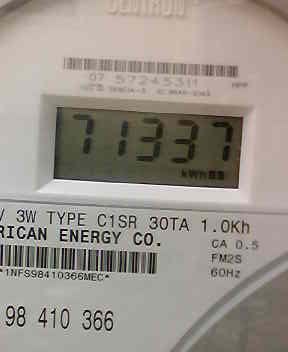 CENTRON
07 57245311
71337
kWh
V 3W TYPE C1SR 30TA 1.0Kh
RICAN ENERGY CO.
CA 0.5
FM2S
60Hz
*1NFS98410366MEC*
98 410 366